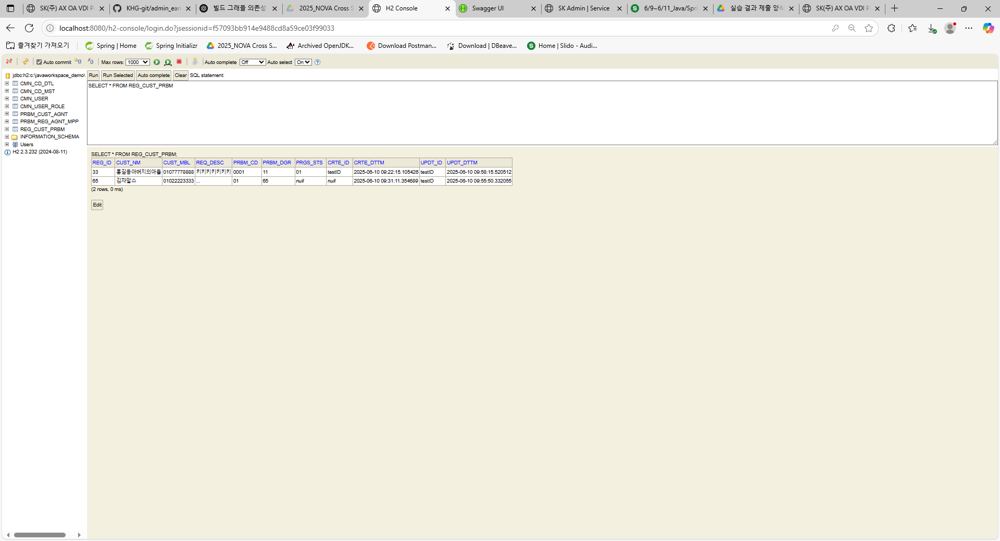 SK(주) AX OA VDI P
KHG-git/admin_eam
빌드 그래들 의존성
2025_NOVA Cross S
H2 Console
Swagger UI
SK Admin | Service
6/9~6/11_Java/Spri
실습 결과 제출 양식
SK(주) AX OA VDI P
localhost:8080/h2-console/login.do?jsessionid=f57093bb914e9488cd8a59ce03f99033
즐겨찾기 가져오기
Spring | Home
Spring Initializr
2025_NOVA Cross S...
Archived OpenJDK...
Download Postman...
Download | DBeave...
Home | Slido - Audi...
Auto commit
Max rows: 1000
Auto complete Off
Auto select On
jdbc:h2:c:\javaworkspace_demo\
CMN_CD_DTL
CMN_CD_MST
CMN_USER
CMN_USER_ROLE
PRBM_CUST_AGNT
PRBM_REG_AGNT_MPP
REG_CUST_PRBM
INFORMATION_SCHEMA
Users
H2 2.3.232 (2024-08-11)
Run Run Selected Auto complete Clear SQL statement:
SELECT * FROM REG_CUST_PRBM
SELECT * FROM REG_CUST_PRBM;
REG_ID CUST_NM CUST_MBL REQ_DESC PRBM_CD PRBM_DGR PRGS_STS CRTE_ID CRTE_DTTM UPDT_ID UPDT_DTTM
33 홍길동아버지의아들 01077778888 키키키키키키키 0001 11 01 testID 2025-06-10 09:22:15.105426 testID 2025-06-10 09:58:15.520512
65 김차알스 01022223333 ... 01 65 null null 2025-06-10 09:31:11.354689 testID 2025-06-10 09:55:50.332055
(2 rows, 0 ms)
Edit